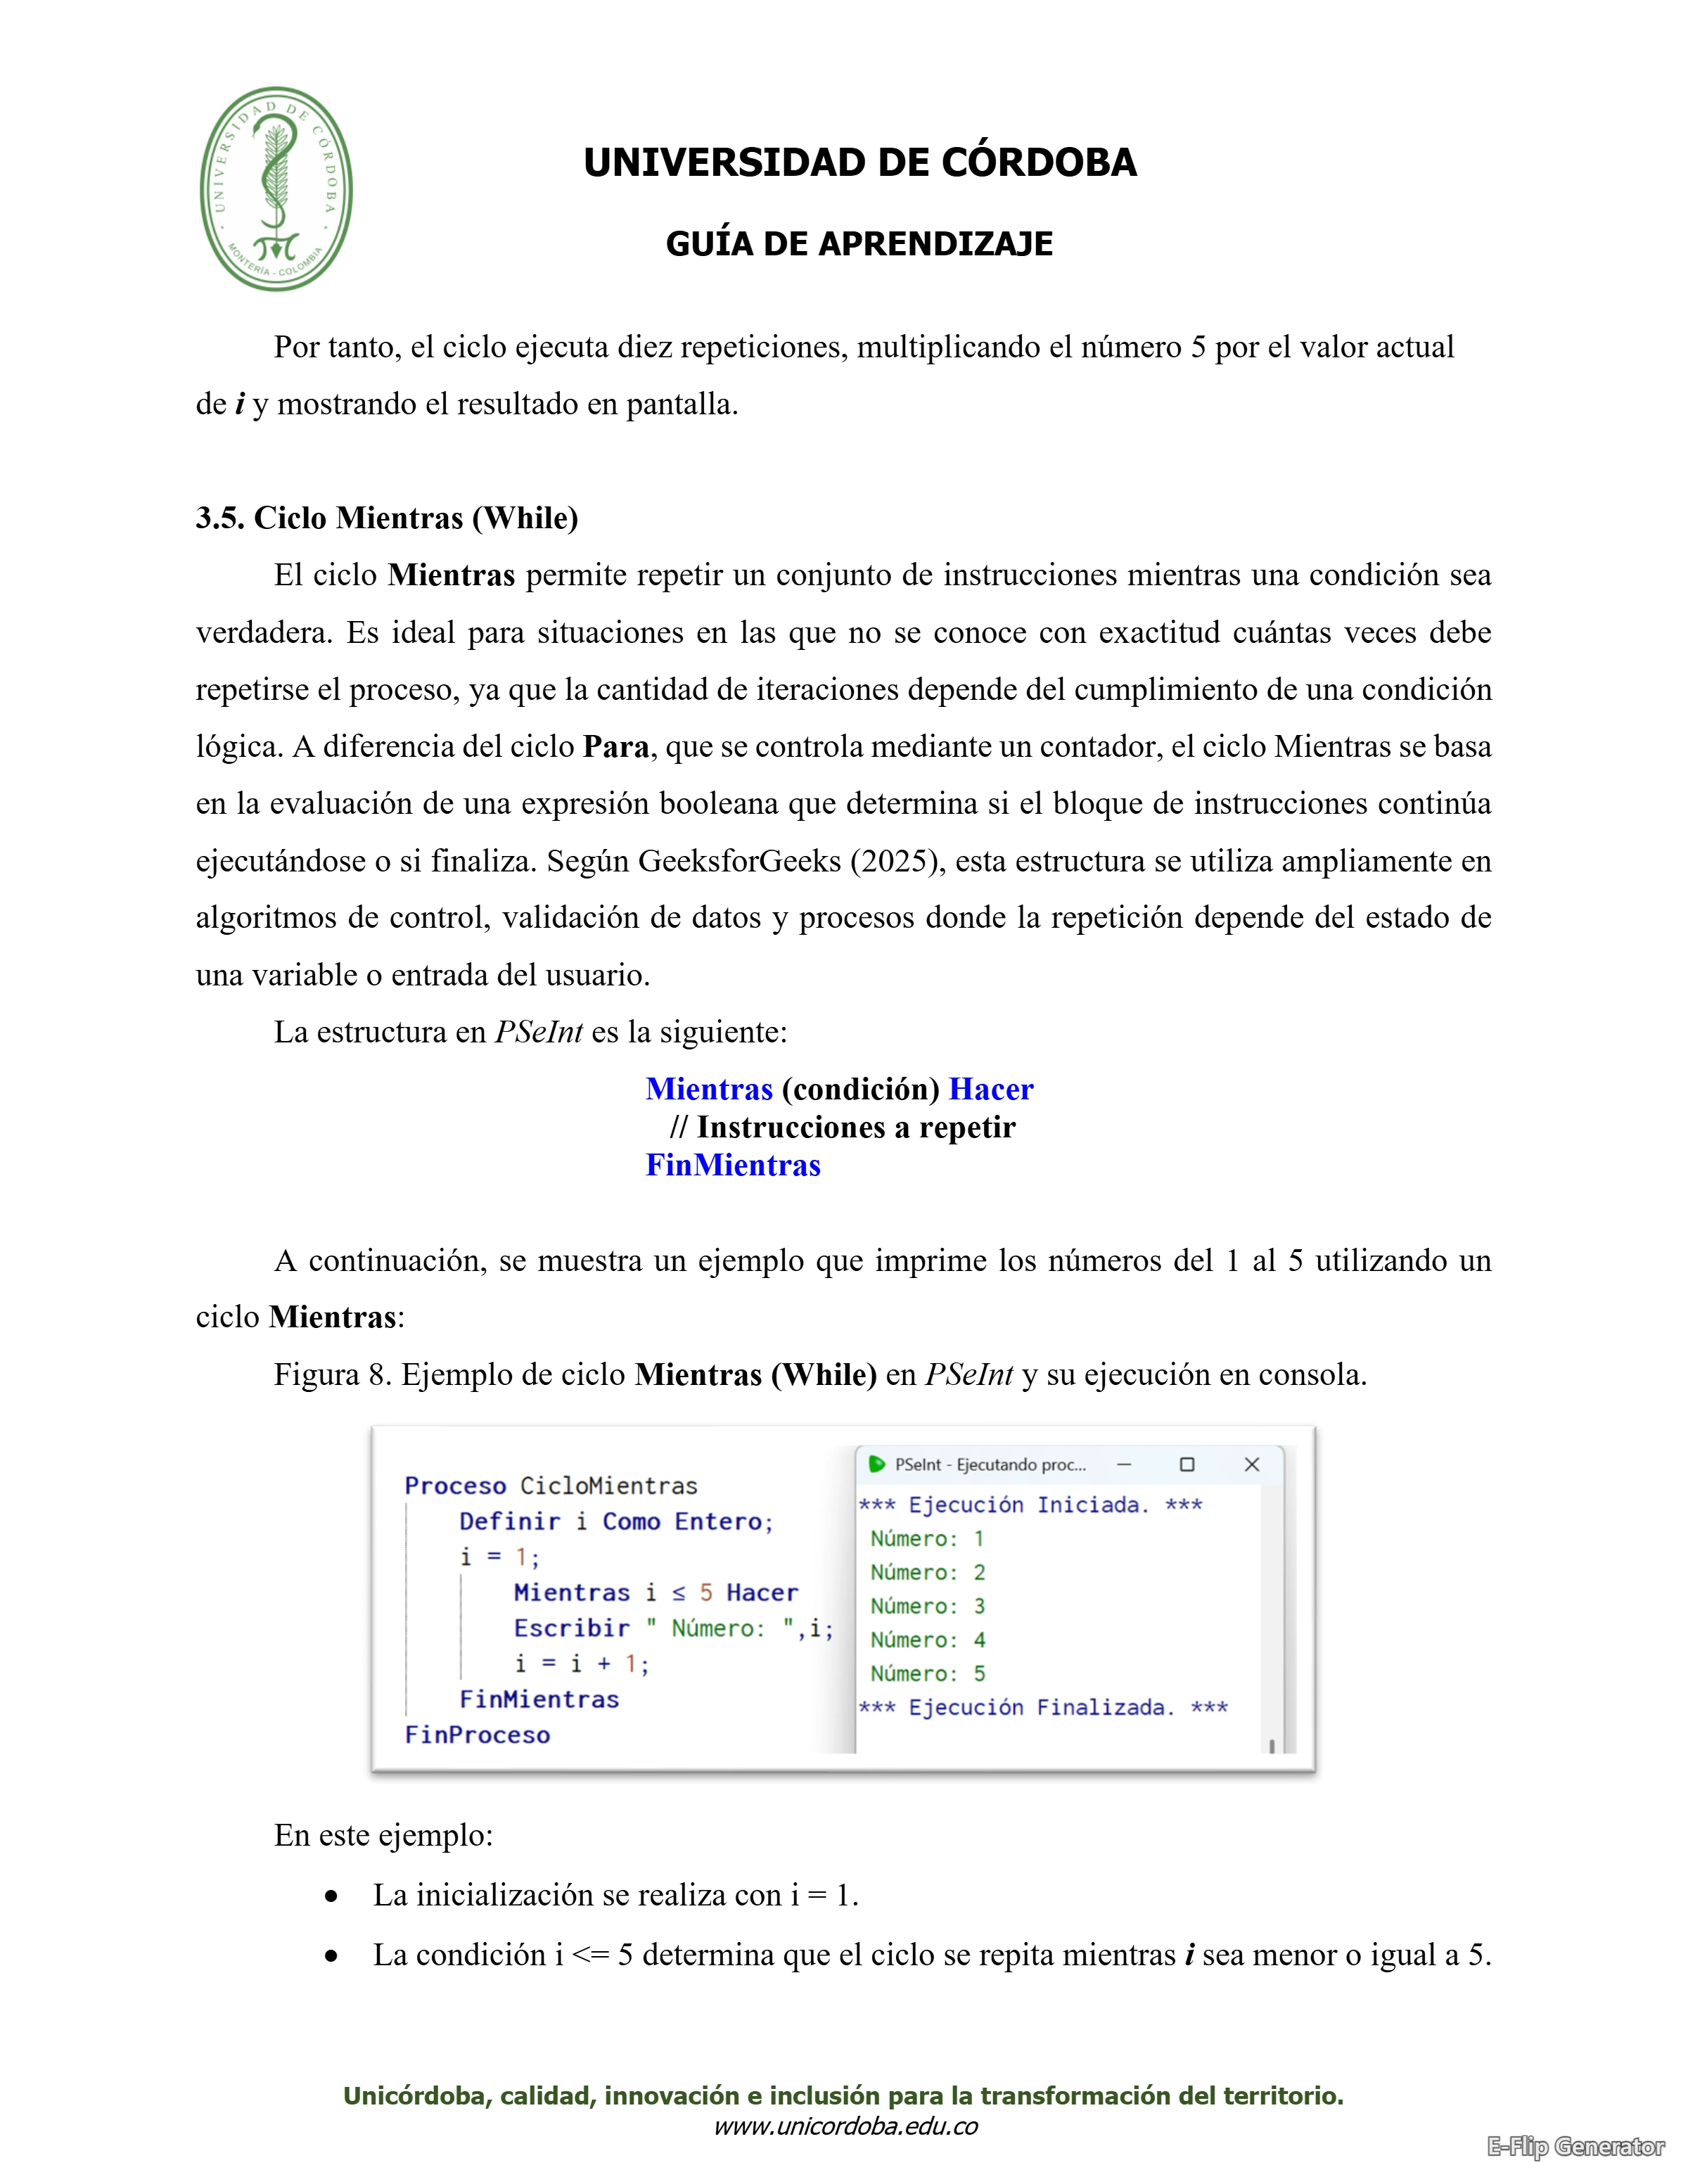 UNIVERSIDAD DE CÓRDOBA
MONTERÍA - COLOMBIA
UNIVERSIDAD DE CÓRDOBA
GUÍA DE APRENDIZAJE
Por tanto, el ciclo ejecuta diez repeticiones, multiplicando el número 5 por el valor actual
de i y mostrando el resultado en pantalla.
3.5. Ciclo Mientras (While)
El ciclo Mientras permite repetir un conjunto de instrucciones mientras una condición sea
verdadera. Es ideal para situaciones en las que no se conoce con exactitud cuántas veces debe
repetirse el proceso, ya que la cantidad de iteraciones depende del cumplimiento de una condición
lógica. A diferencia del ciclo Para, que se controla mediante un contador, el ciclo Mientras se basa
en la evaluación de una expresión booleana que determina si el bloque de instrucciones continúa
ejecutándose o si finaliza. Según GeeksforGeeks (2025), esta estructura se utiliza ampliamente en
algoritmos de control, validación de datos y procesos donde la repetición depende del estado de
una variable o entrada del usuario.
La estructura en PSeInt es la siguiente:
Mientras (condición) Hacer
// Instrucciones a repetir
FinMientras
A continuación, se muestra un ejemplo que imprime los números del 1 al 5 utilizando un
ciclo Mientras:
Figura 8. Ejemplo de ciclo Mientras (While) en PSeInt y su ejecución en consola.
Proceso CicloMientras
Definir i Como Entero;
i = 1;
Mientras i ≤ 5 Hacer
Escribir " Número: ",i;
i = i + 1;
FinMientras
FinProceso
PSeInt - Ejecutando proc...
*** Ejecución Iniciada. ***
Número: 1
Número: 2
Número: 3
Número: 4
Número: 5
*** Ejecución Finalizada. ***
En este ejemplo:
• La inicialización se realiza con i = 1.
• La condición i <= 5 determina que el ciclo se repita mientras i sea menor o igual a 5.
Unicórdoba, calidad, innovación e inclusión para la transformación del territorio.
www.unicordoba.edu.co
E-Flip Generator